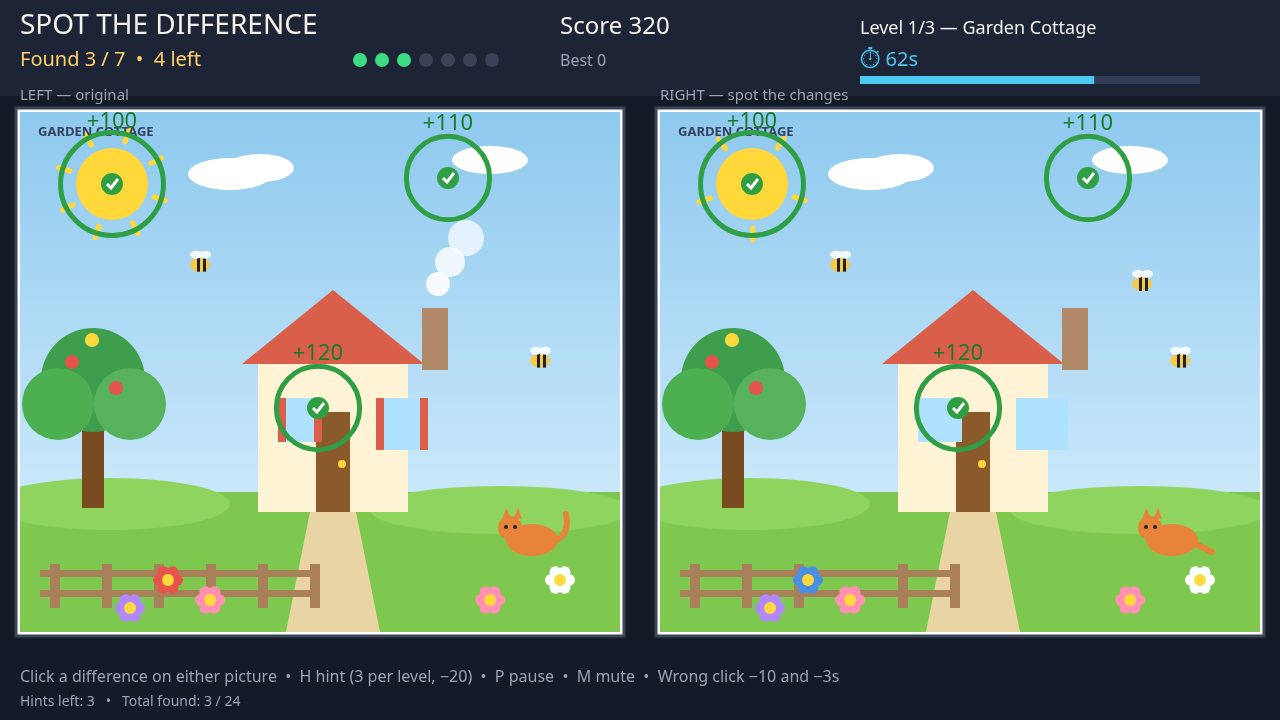 SPOT THE DIFFERENCE
Score 320
Level 1/3 — Garden Cottage
Found 3 / 7 • 4 left
Best 0
⏱ 62s
LEFT — original
RIGHT — spot the changes
+100
GARDEN COTTAGE
+110
+120
+100
GARDEN COTTAGE
+110
+120
Click a difference on either picture • H hint (3 per level, −20) • P pause • M mute • Wrong click −10 and −3s
Hints left: 3 • Total found: 3 / 24